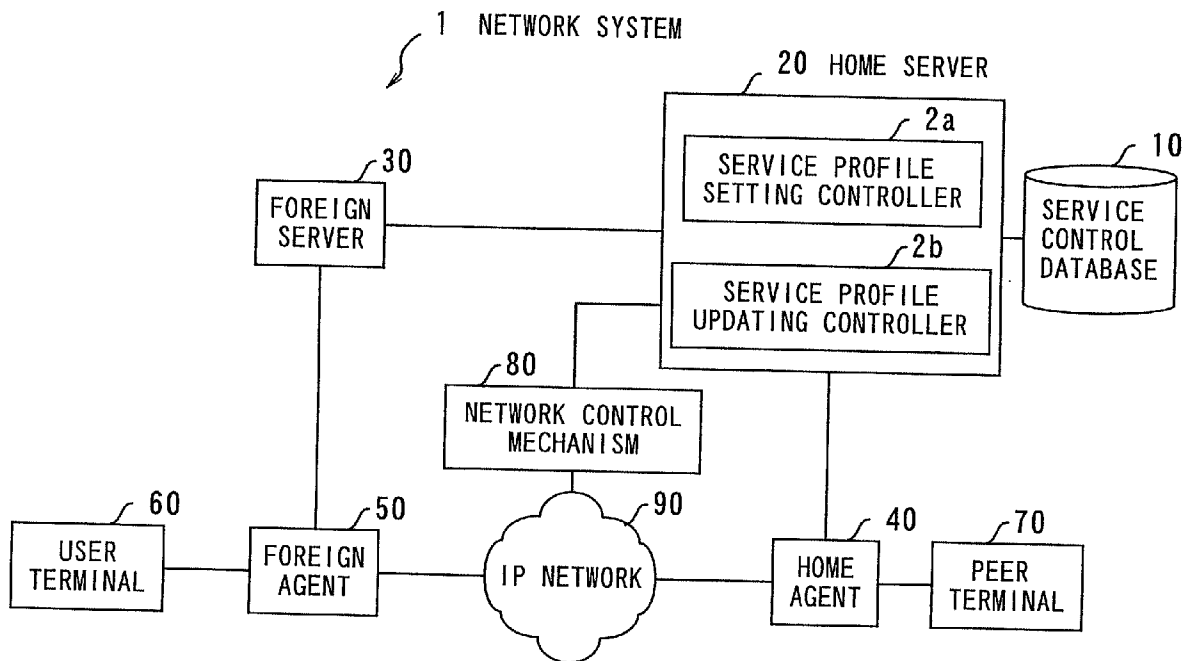 1 NETWORK SYSTEM
20 HOME SERVER
2a
SERVICE PROFILE
SETTING CONTROLLER
10
SERVICE
CONTROL
DATABASE
30
FOREIGN
SERVER
2b
SERVICE PROFILE
UPDATING CONTROLLER
80
NETWORK CONTROL
MECHANISM
60
USER
TERMINAL
50
FOREIGN
AGENT
90
IP NETWORK
40
HOME
AGENT
70
PEER
TERMINAL